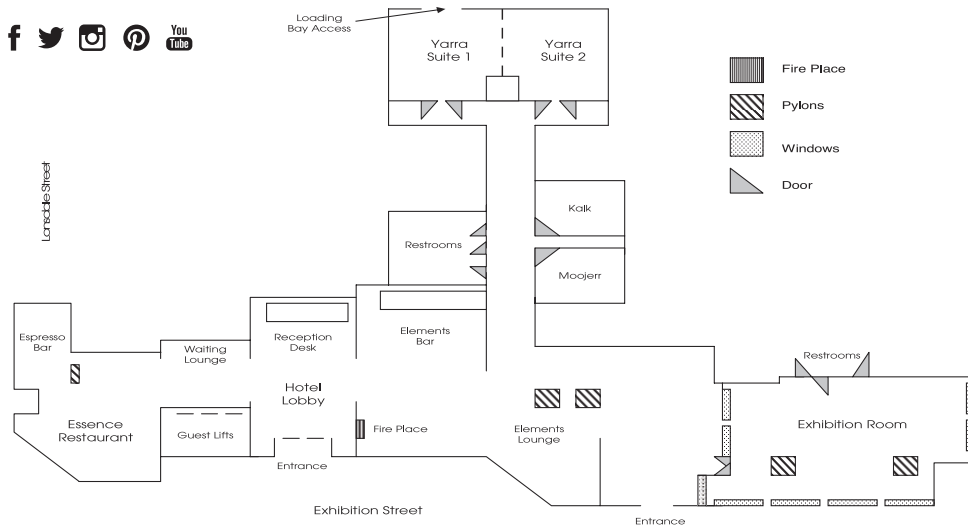 f
You
Tube
Loading
Bay Access
Yarra
Suite 1
Yarra
Suite 2
Fire Place
Pylons
Windows
Door
Lonsdale Street
Kalk
Restrooms
Moojerr
Espresso
Bar
Waiting
Lounge
Reception
Desk
Elements
Bar
Restrooms
Hotel
Lobby
Essence
Restaurant
Guest Lifts
Fire Place
Elements
Lounge
Exhibition Room
Entrance
Exhibition Street
Entrance